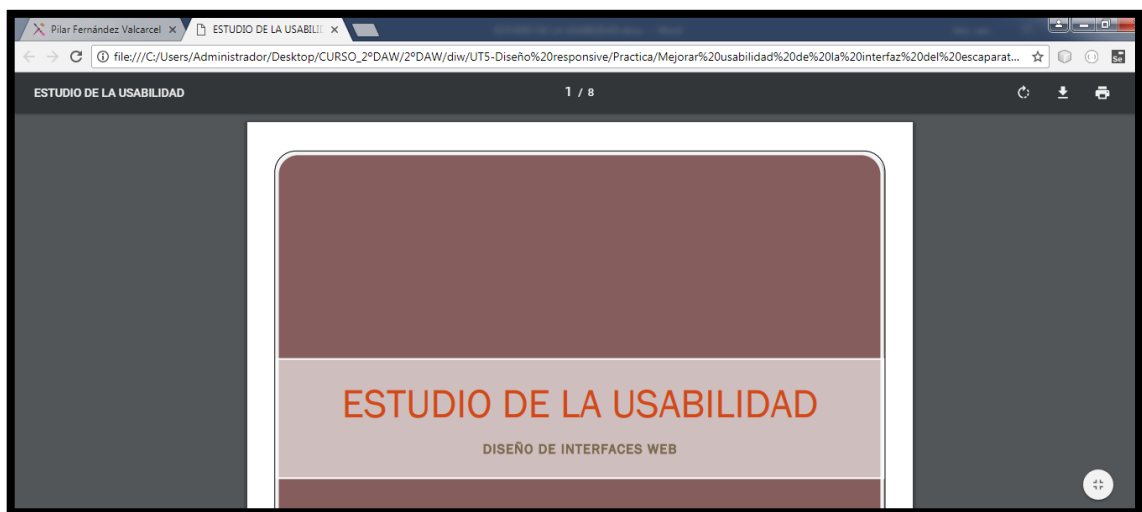 Pilar Fernández Valcarcel
ESTUDIO DE LA USABILI
file:///C:/Users/Administrador/Desktop/CURSO_2ºDAW/2ºDAW/diw/UT5-Diseño%20responsive/Practica/Mejorar%20usabilidad%20de%20la%20interfaz%20del%20escaparat...
Se
ESTUDIO DE LA USABILIDAD
1 / 8
ESTUDIO DE LA USABILIDAD
DISEÑO DE INTERFACES WEB